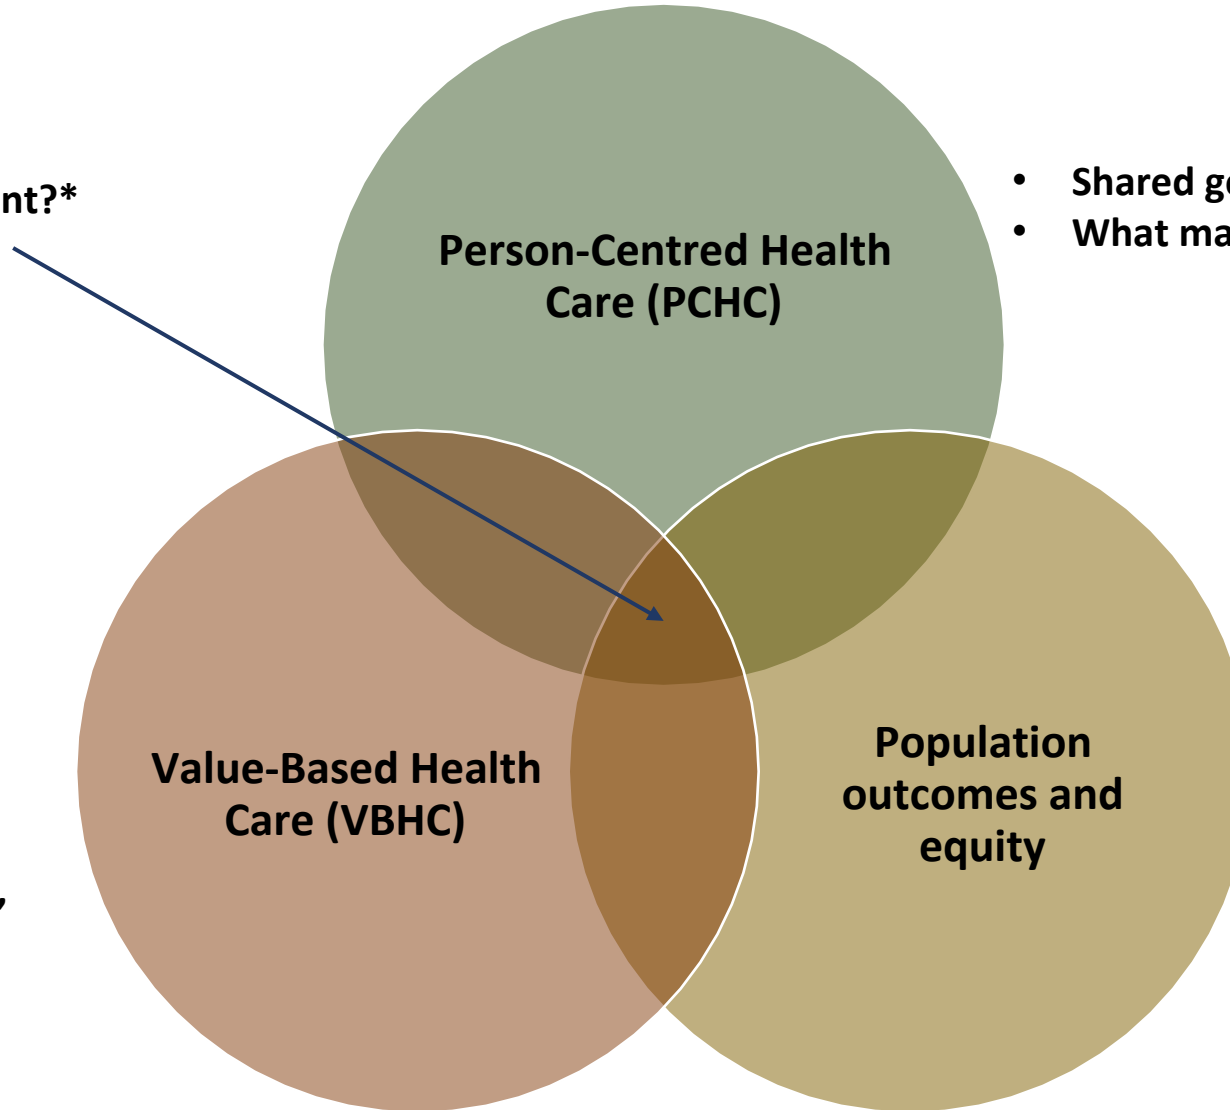 nt?*
• Shared g
• What ma
Person-Centred Health
Care (PCHC)
Value-Based Health
Care (VBHC)
Population
outcomes and
equity
,